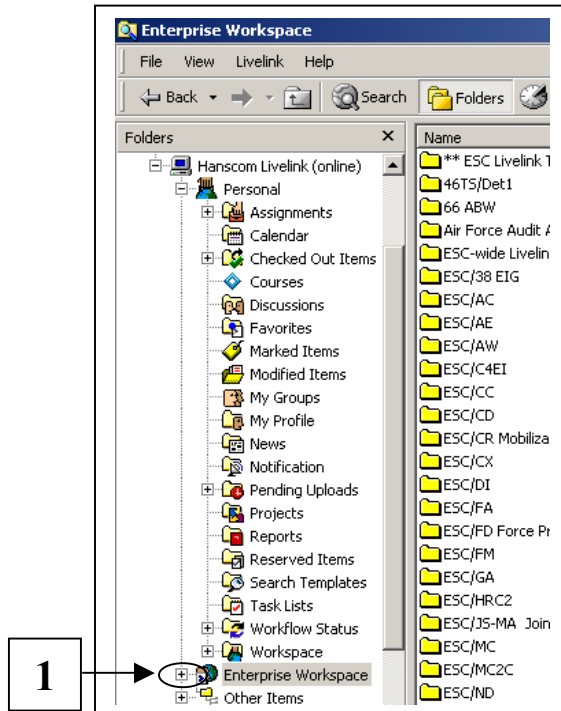 Enterprise Workspace
File View Livelink Help
Back Search Folders
Folders × Name
Hanscom Livelink (online)
Personal
Assignments
Calendar
Checked Out Items
Courses
Discussions
Favorites
Marked Items
Modified Items
My Groups
My Profile
News
Notification
Pending Uploads
Projects
Reports
Reserved Items
Search Templates
Task Lists
Workflow Status
Workspace
Enterprise Workspace
Other Items
** ESC Livelink T
46TS/Det1
66 ABW
Air Force Audit A
ESC-wide Livelin
ESC/38 EIG
ESC/AC
ESC/AE
ESC/AW
ESC/C4EI
ESC/CC
ESC/CD
ESC/CR Mobiliza
ESC/CX
ESC/DI
ESC/FA
ESC/FD Force Pr
ESC/FM
ESC/GA
ESC/HRC2
ESC/JS-MA Join
ESC/MC
ESC/MC2C
ESC/ND
1